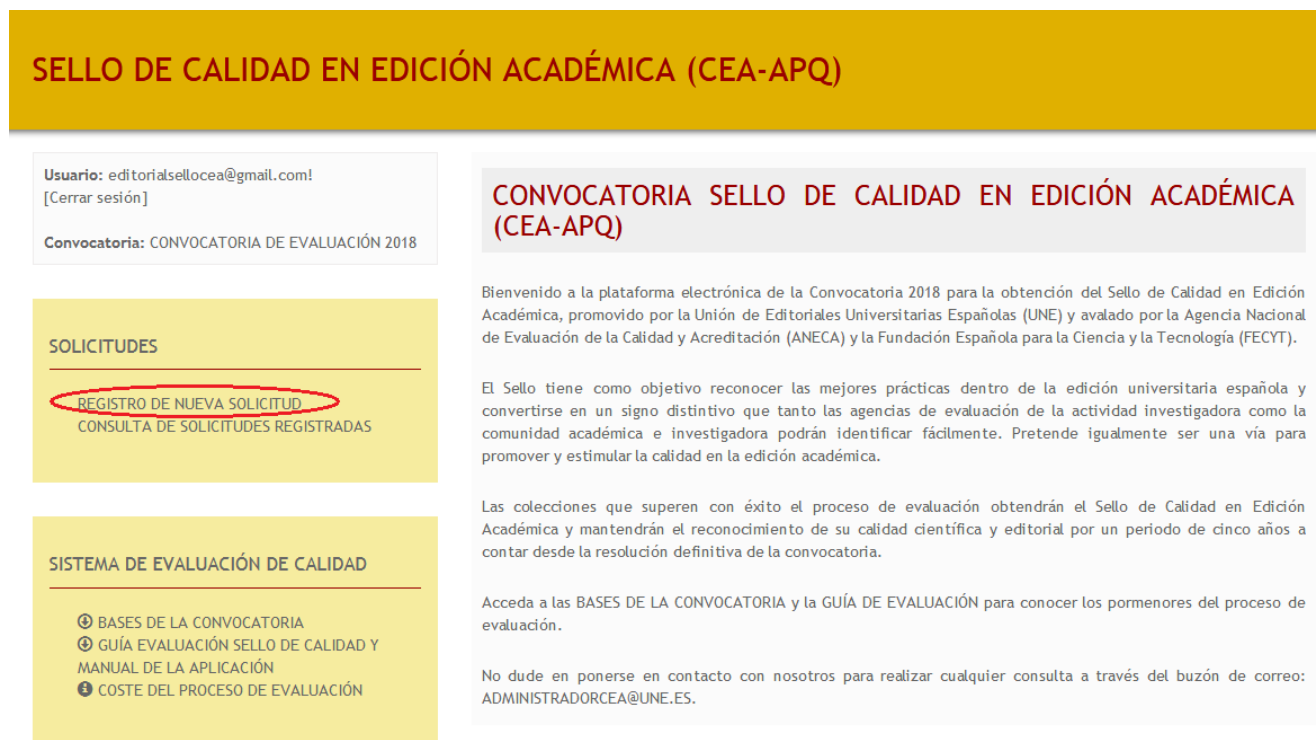 SELLO DE CALIDAD EN EDICIÓN ACADÉMICA (CEA-APQ)
Usuario: editorialsellocea@gmail.com!
[Cerrar sesión]
Convocatoria: CONVOCATORIA DE EVALUACIÓN 2018
SOLICITUDES
REGISTRO DE NUEVA SOLICITUD
CONSULTA DE SOLICITUDES REGISTRADAS
SISTEMA DE EVALUACIÓN DE CALIDAD
BASES DE LA CONVOCATORIA
GUÍA EVALUACIÓN SELLO DE CALIDAD Y
MANUAL DE LA APLICACIÓN
COSTE DEL PROCESO DE EVALUACIÓN
CONVOCATORIA SELLO DE CALIDAD EN EDICIÓN ACADÉMICA
(CEA-APQ)
Bienvenido a la plataforma electrónica de la Convocatoria 2018 para la obtención del Sello de Calidad en Edición
Académica, promovido por la Unión de Editoriales Universitarias Españolas (UNE) y avalado por la Agencia Nacional
de Evaluación de la Calidad y Acreditación (ANECA) y la Fundación Española para la Ciencia y la Tecnología (FECYT).
El Sello tiene como objetivo reconocer las mejores prácticas dentro de la edición universitaria española y
convertirse en un signo distintivo que tanto las agencias de evaluación de la actividad investigadora como la
comunidad académica e investigadora podrán identificar fácilmente. Pretende igualmente ser una vía para
promover y estimular la calidad en la edición académica.
Las colecciones que superen con éxito el proceso de evaluación obtendrán el Sello de Calidad en Edición
Académica y mantendrán el reconocimiento de su calidad científica y editorial por un periodo de cinco años a
contar desde la resolución definitiva de la convocatoria.
Acceda a las BASES DE LA CONVOCATORIA y la GUÍA DE EVALUACIÓN para conocer los pormenores del proceso de
evaluación.
No dude en ponerse en contacto con nosotros para realizar cualquier consulta a través del buzón de correo:
ADMINISTRADORCEA@UNE.ES.